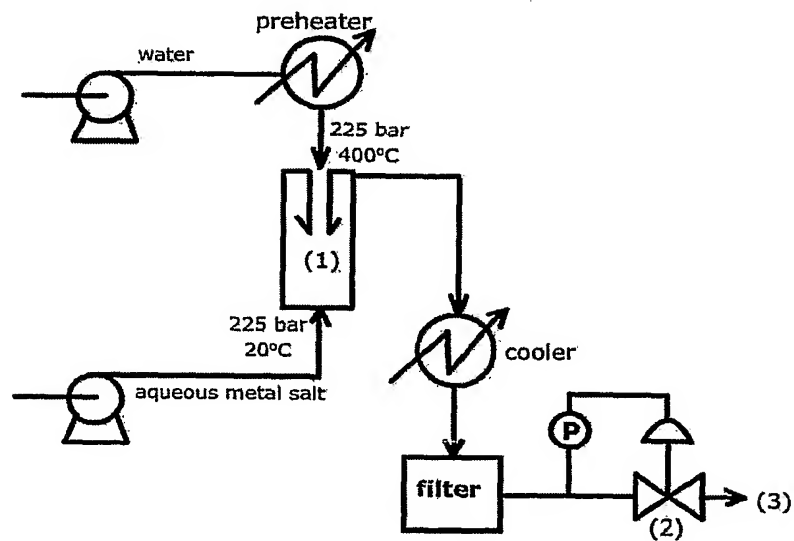 preheater
water
225 bar
400°C
(1)
225 bar
20°C
aqueous metal salt
cooler
P
filter
(2)
(3)